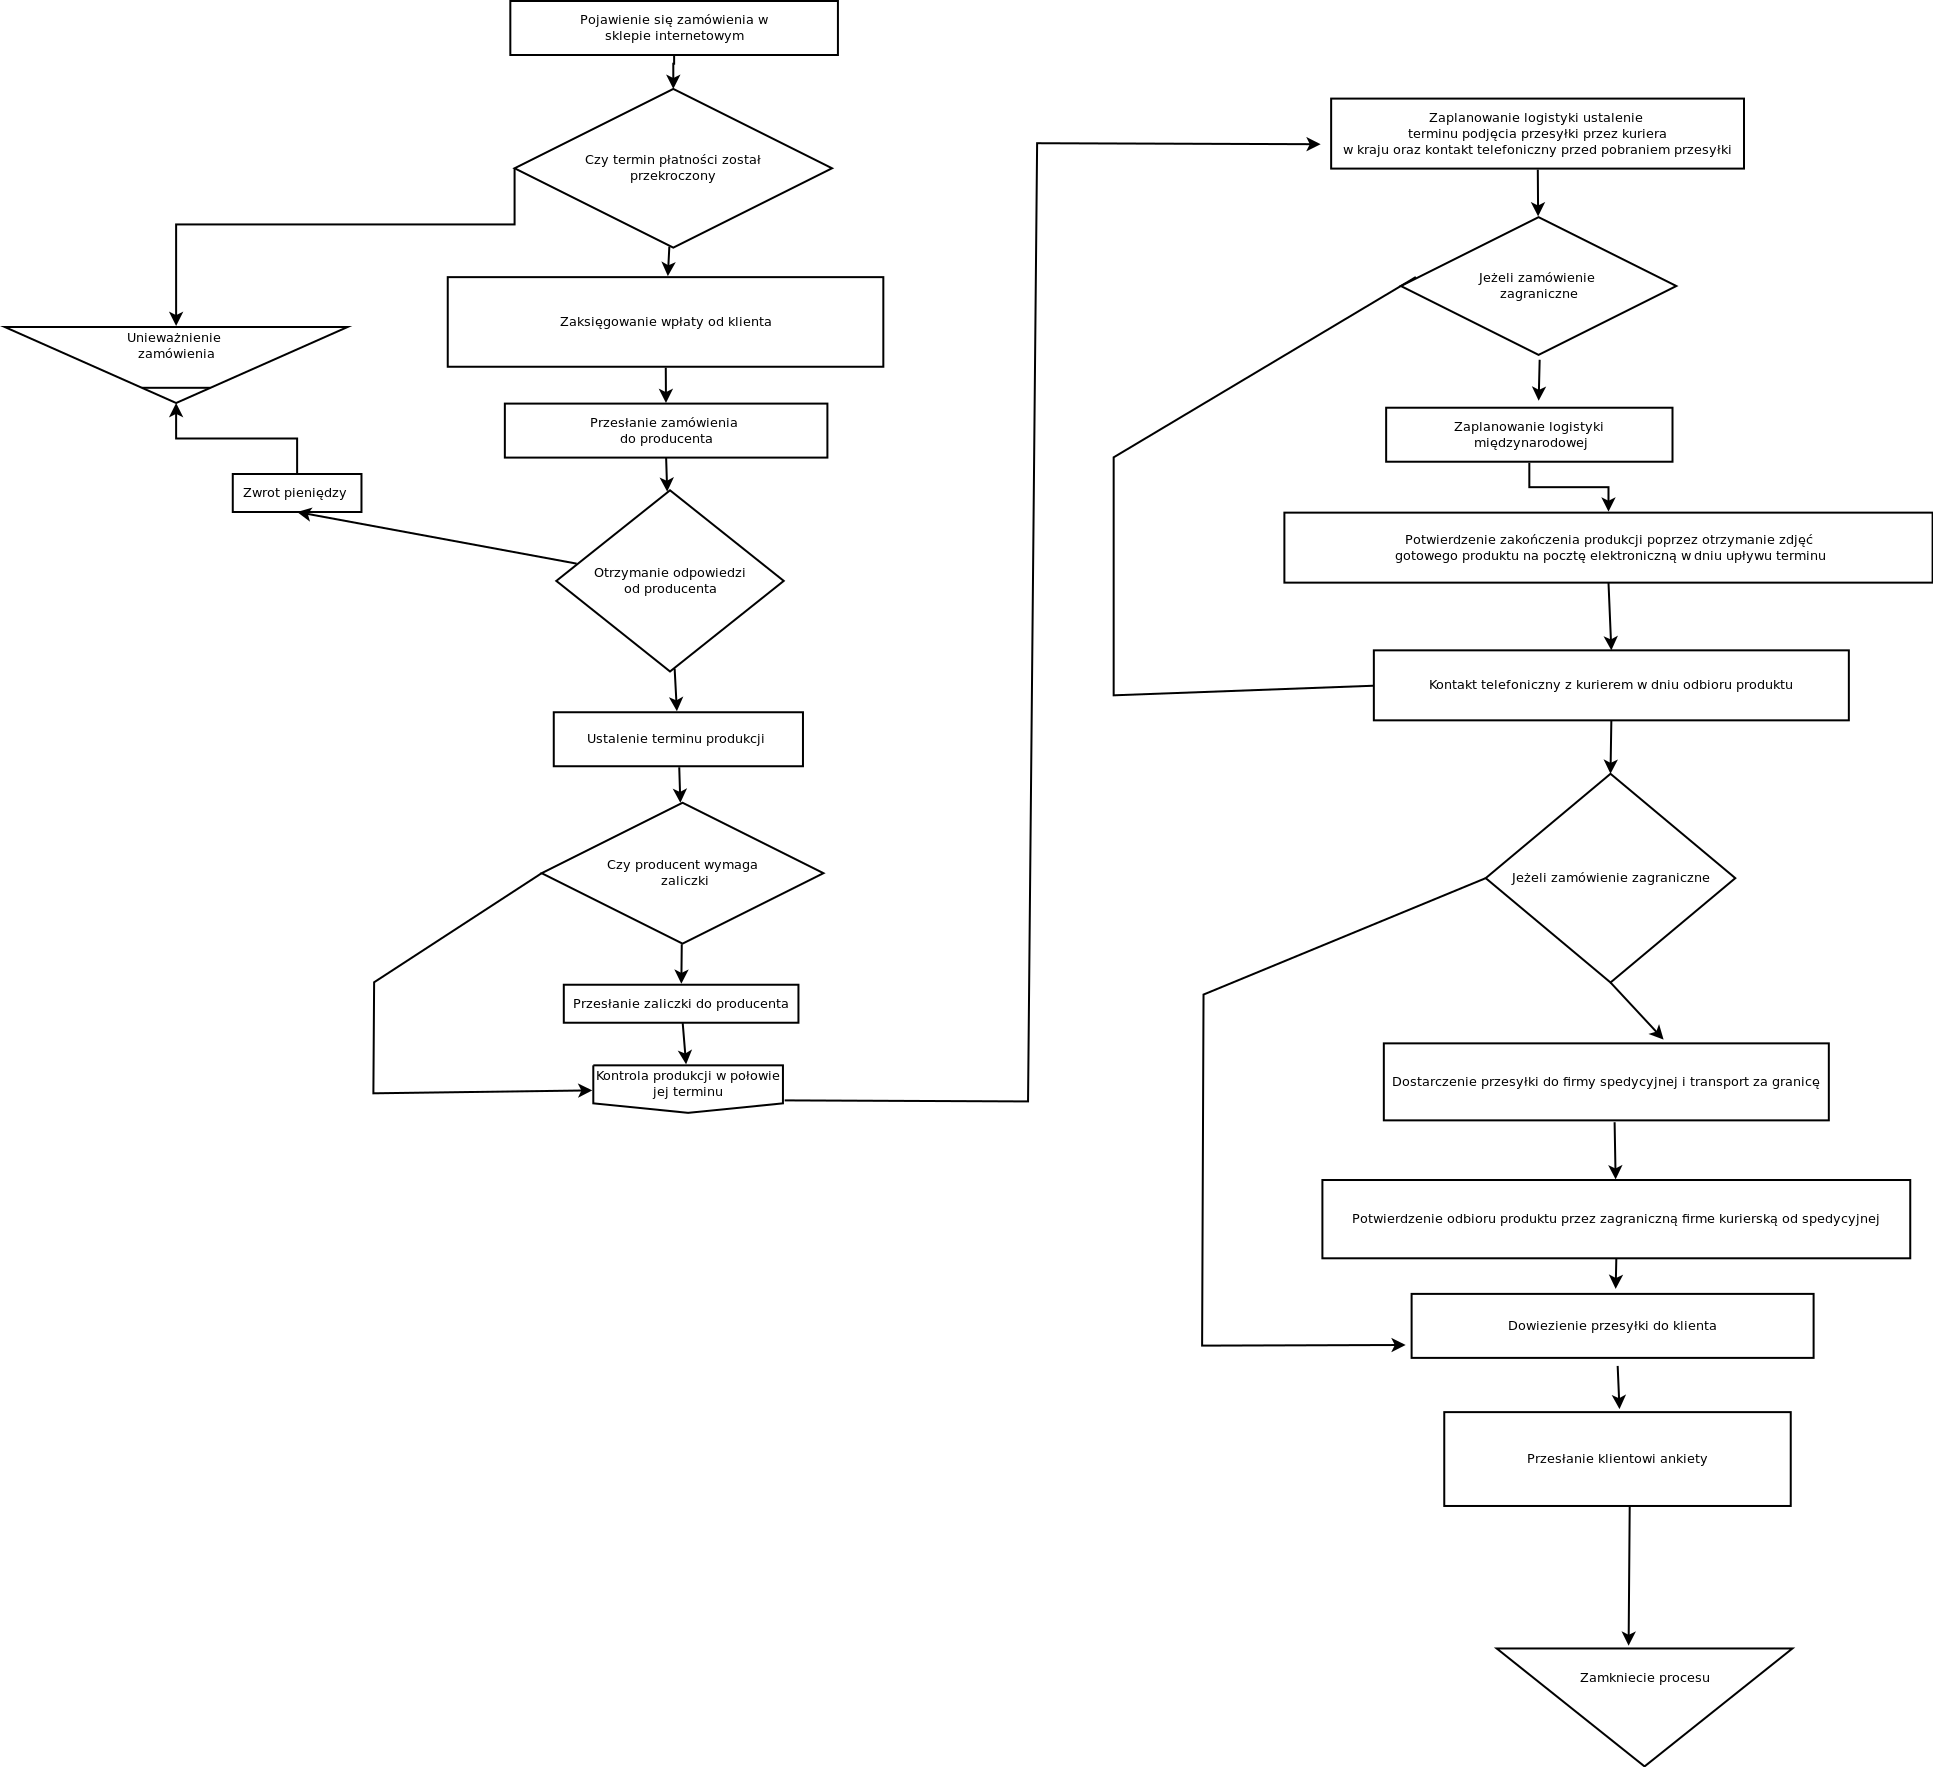 Pojawienie się zamówienia w
sklepie internetowym
Czy termin płatności został
przekroczony
Unieważnienie
zamówienia
Zaksięgowanie wpłaty od klienta
Przesłanie zamówienia
do producenta
Zwrot pieniędzy
Otrzymanie odpowiedzi
od producenta
Ustalenie terminu produkcji
Czy producent wymaga
zaliczki
Przesłanie zaliczki do producenta
Kontrola produkcji w połowie
jej terminu
Zaplanowanie logistyki ustalenie
terminu podjęcia przesyłki przez kuriera
w kraju oraz kontakt telefoniczny przed pobraniem przesyłki
Jeżeli zamówienie
zagraniczne
Zaplanowanie logistyki
międzynarodowej
Potwierdzenie zakończenia produkcji poprzez otrzymanie zdjęć
gotowego produktu na pocztę elektroniczną w dniu upływu terminu
Kontakt telefoniczny z kurierem w dniu odbioru produktu
Jeżeli zamówienie zagraniczne
Dostarczenie przesyłki do firmy spedycyjnej i transport za granicę
Potwierdzenie odbioru produktu przez zagraniczną firme kurierską od spedycyjnej
Dowiezienie przesyłki do klienta
Przesłanie klientowi ankiety
Zamkniecie procesu